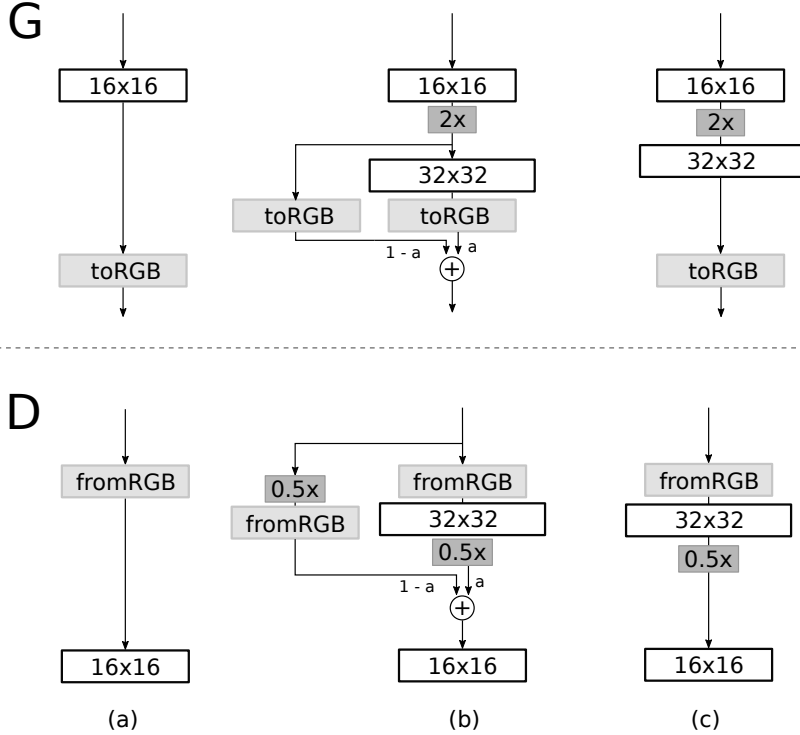 G
16x16 16x16 16x16
2x 2x
32x32 32x32
toRGB toRGB
1 - a a
+
toRGB toRGB
D
fromRGB fromRGB fromRGB
0.5x
fromRGB 32x32 32x32
0.5x 0.5x
1 - a a
+
16x16 16x16 16x16
(a) (b) (c)